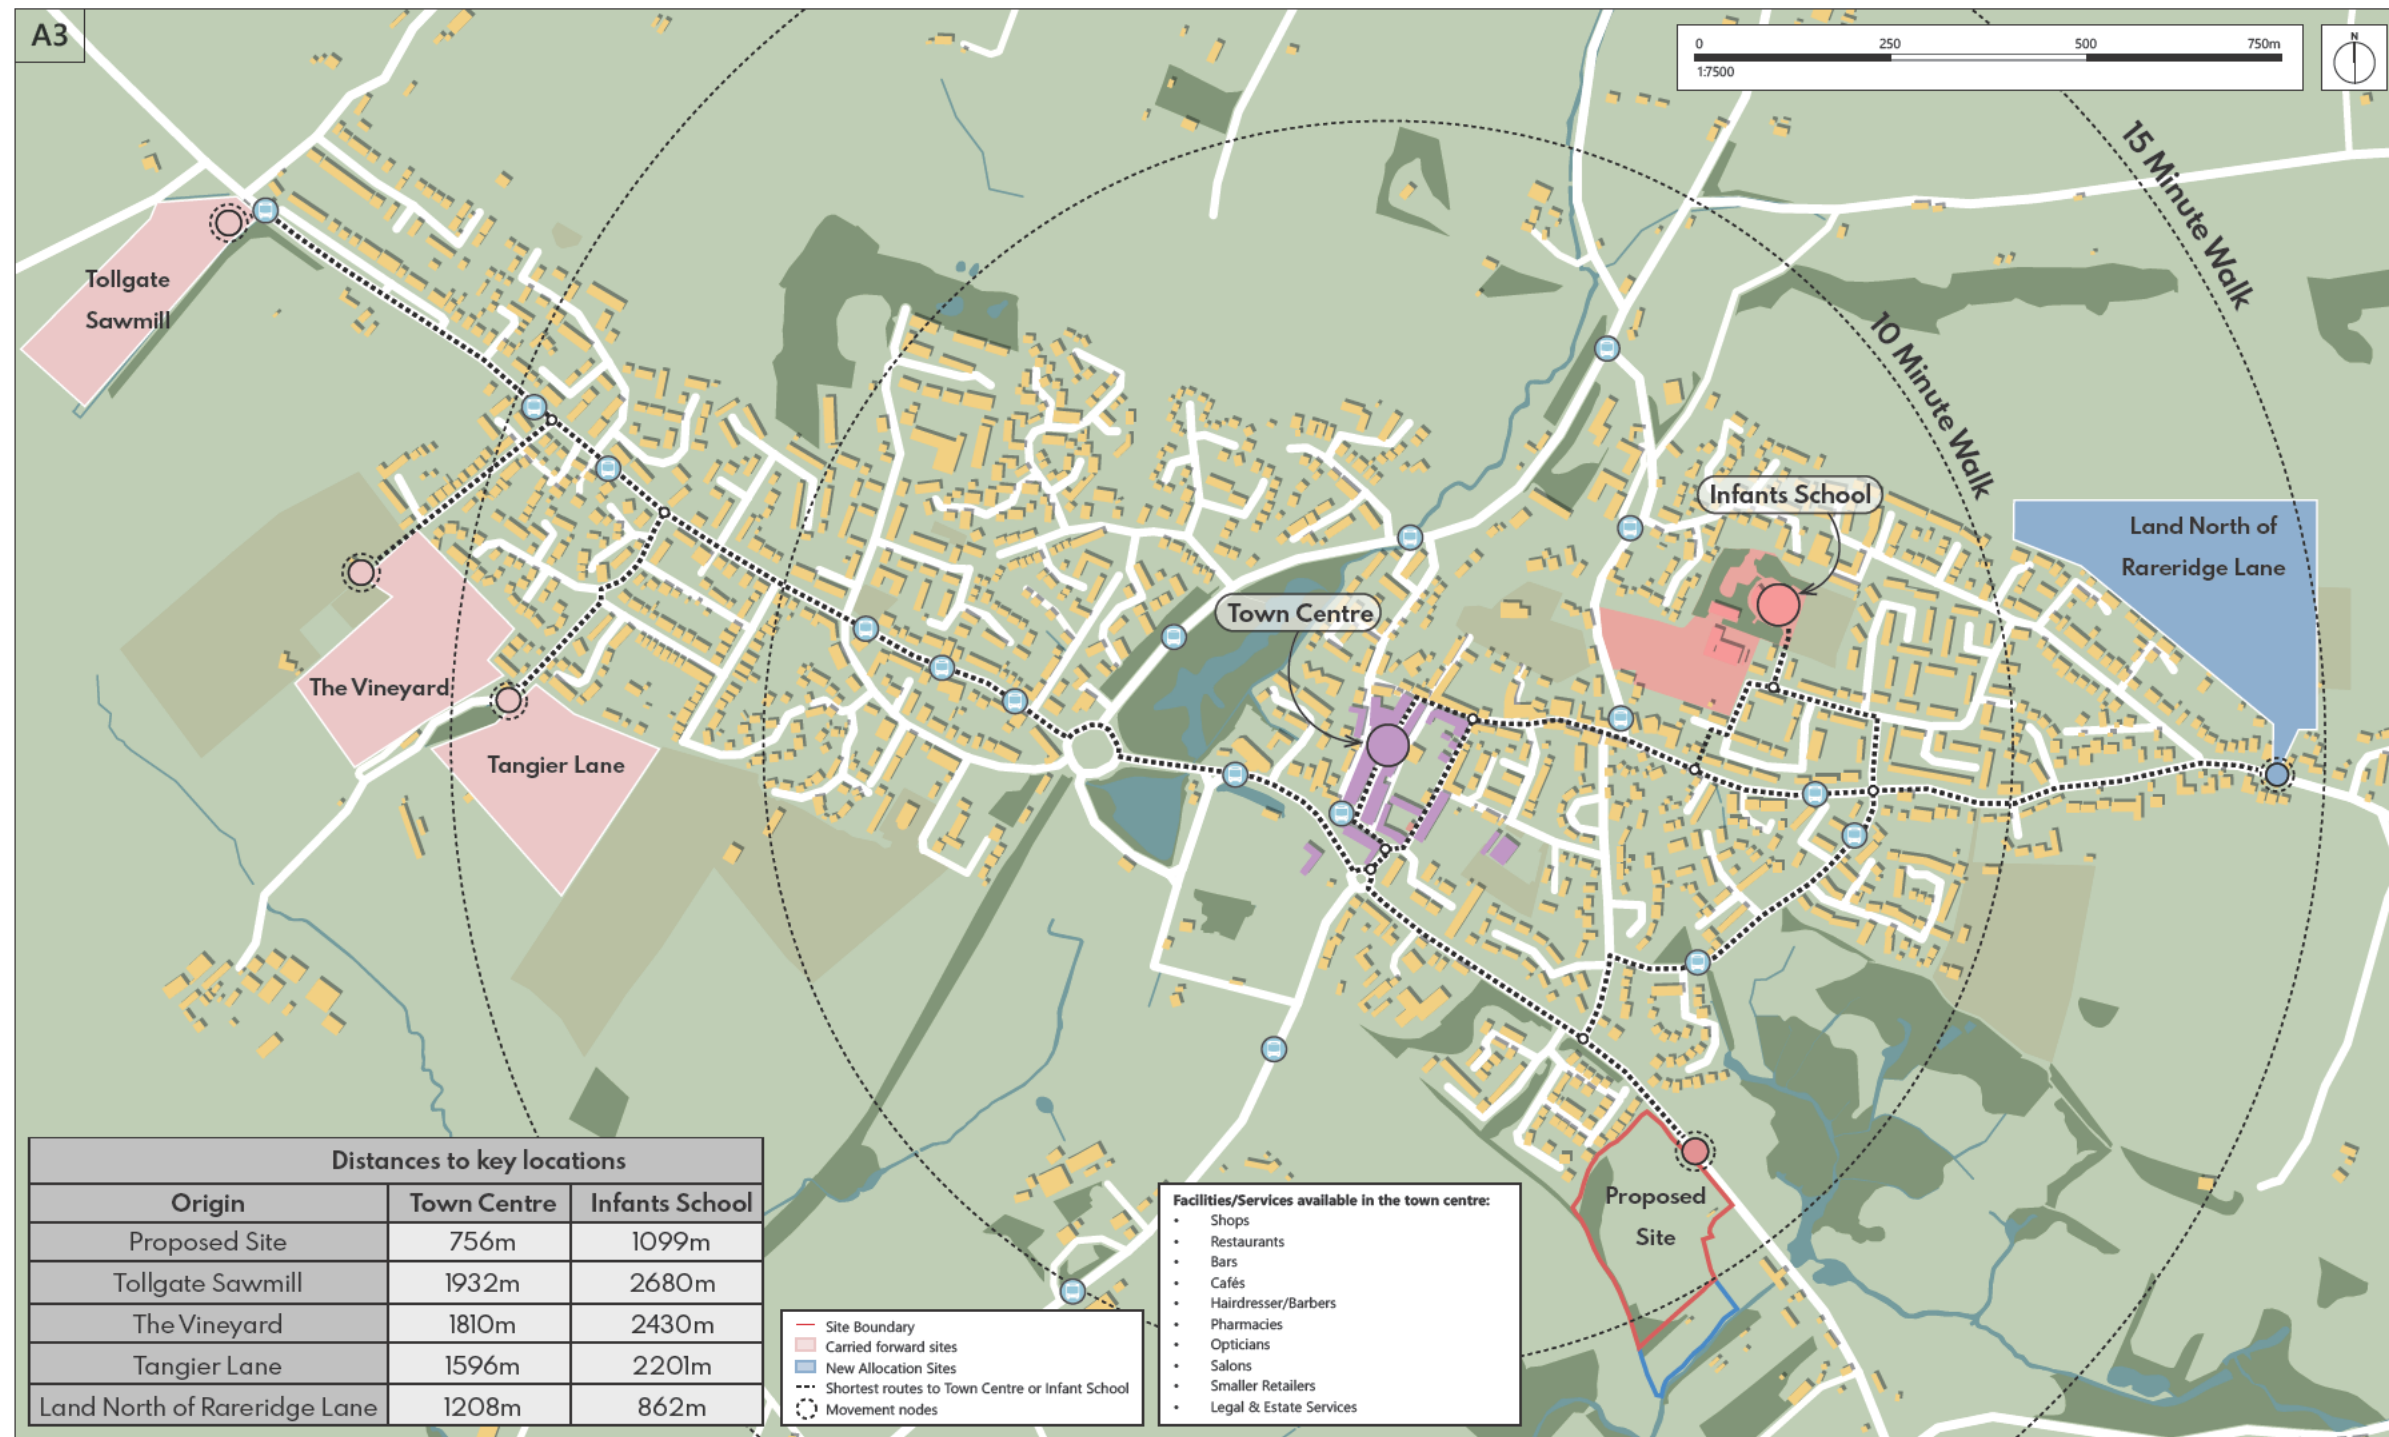 A3
0 250 500 750m
1:7500
N
15 Minute Walk
10 Minute Walk
Tollgate
Sawmill
Infants School
Land North of
Rareridge Lane
Town Centre
The Vineyard
Tangier Lane
Proposed
Site
Distances to key locations
Origin Town Centre Infants School
Proposed Site 756m 1099m
Tollgate Sawmill 1932m 2680m
The Vineyard 1810m 2430m
Tangier Lane 1596m 2201m
Land North of Rareridge Lane 1208m 862m
Site Boundary
Carried forward sites
New Allocation Sites
Shortest routes to Town Centre or Infant School
Movement nodes
Facilities/Services available in the town centre:
• Shops
• Restaurants
• Bars
• Cafés
• Hairdresser/Barbers
• Pharmacies
• Opticians
• Salons
• Smaller Retailers
• Legal & Estate Services